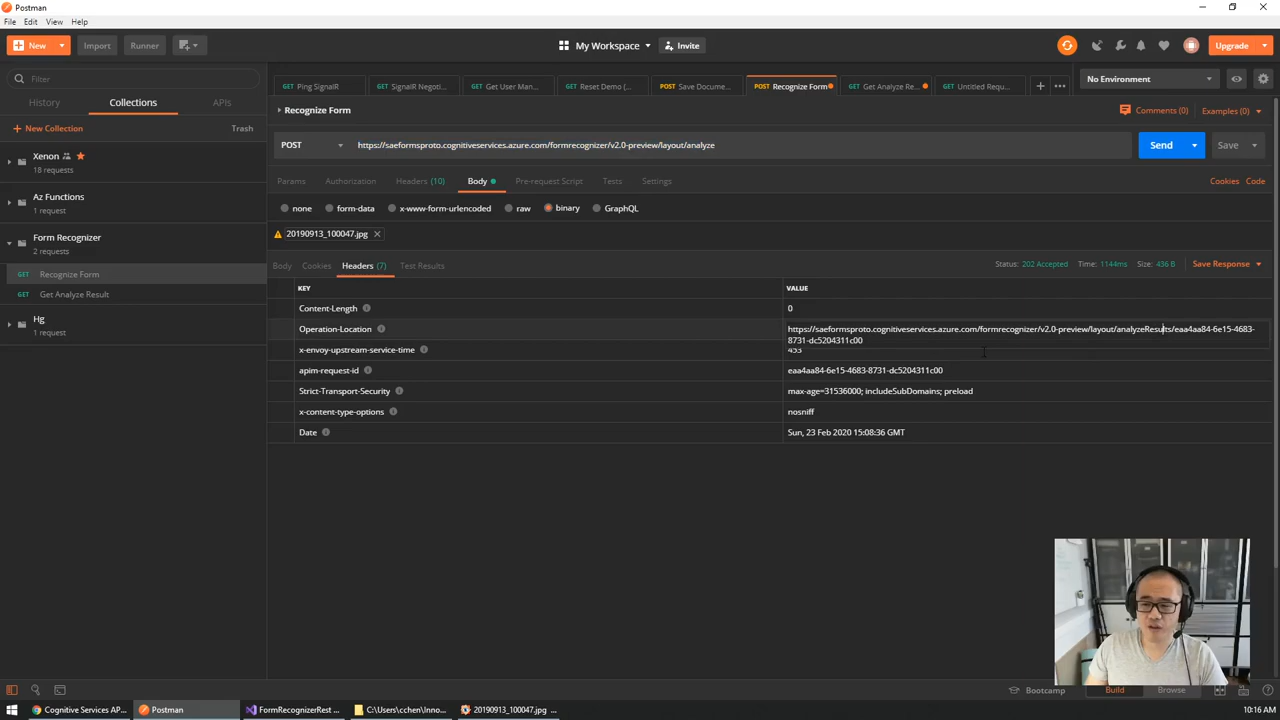 Postman
File Edit View Help
New Import Runner My Workspace Invite Upgrade
Filter
History Collections APIs
New Collection Trash
Xenon
18 requests
Az Functions
1 request
Form Recognizer
2 requests
GET Recognize Form
GET Get Analyze Result
Hg
1 request
GET Ping SignalR GET SignalR Negoti... GET Get User Man... GET Reset Demo (... POST Save Docume... POST Recognize Form GET Get Analyze Re... GET Untitled Requ... No Environment
Recognize Form Comments (0) Examples (0)
POST https://saeformsproto.cognitiveservices.azure.com/formrecognizer/v2.0-preview/layout/analyze Send Save
Params Authorization Headers (10) Body Pre-request Script Tests Settings Cookies Code
none form-data x-www-form-urlencoded raw binary GraphQL
20190913_100047.jpg
Body Cookies Headers (7) Test Results Status: 202 Accepted Time: 1144ms Size: 456 B Save Response
KEY VALUE
Content-Length 0
Operation-Location https://saeformsproto.cognitiveservices.azure.com/formrecognizer/v2.0-preview/layout/analyzeResults/eaa4aa84-6e15-4683-
8731-dc5204311c00
x-envoy-upstream-service-time 453
apim-request-id eaa4aa84-6e15-4683-8731-dc5204311c00
Strict-Transport-Security max-age=31536000; includeSubDomains; preload
x-content-type-options nosniff
Date Sun, 23 Feb 2020 15:08:36 GMT
Bootcamp Build Browse
Cognitive Services AP... Postman FormRecognizerRest ... C:\Users\cchen\Inno... 20190913_100047.jpg ... 10:16 AM